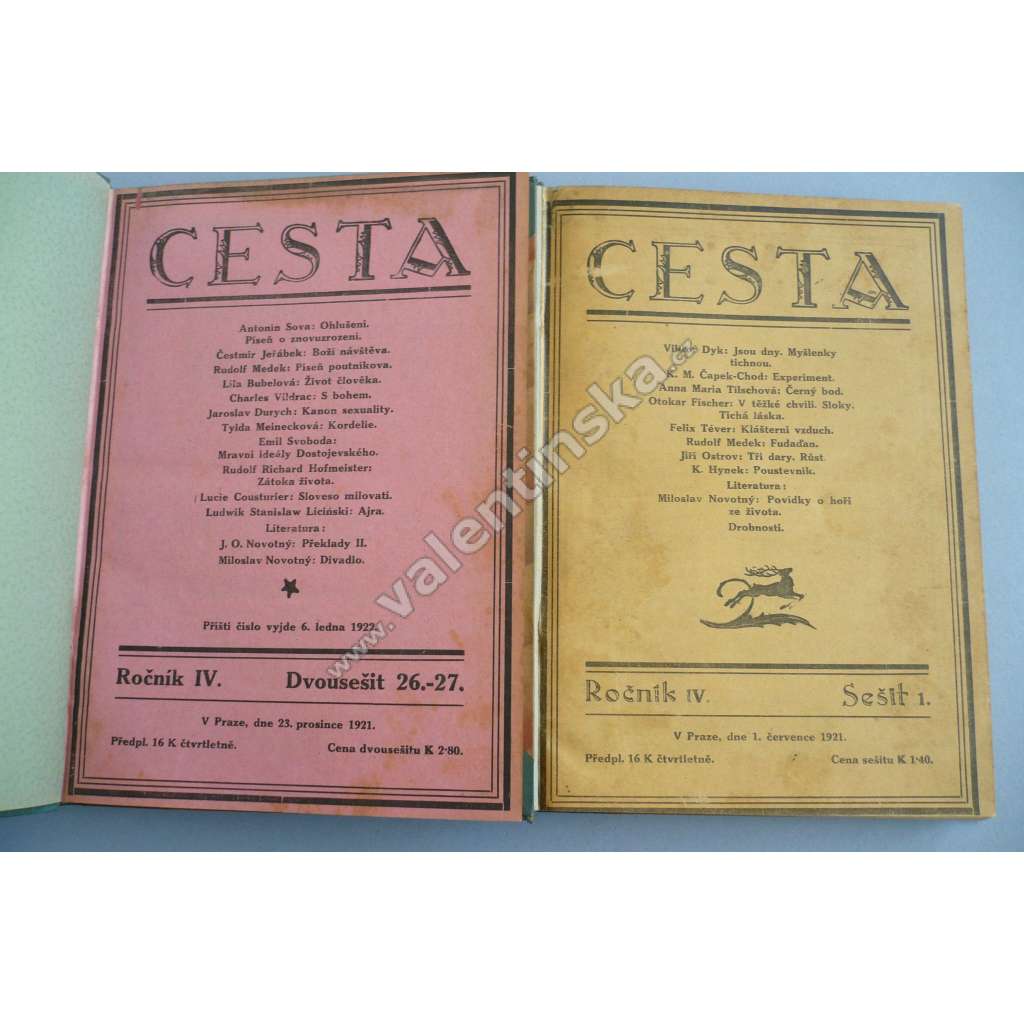 CESTA
Antonin Sova: Ohlušení.
Píseň o znovuzrození.
Čestmír Jeřábek: Boží návštěva.
Rudolf Medek: Píseň poutníkova.
Lila Bubelová: Život člověka.
Charles Vildrac: S bohem.
Jaroslav Durych: Kanon sexuality.
Tylda Meinecková: Kordelie.
Emil Svoboda:
Mravní ideály Dostojevského.
Rudolf Richard Hofmeister:
Zátoka života.
Lucie Cousturier: Sloveso milovati.
Ludwik Stanislaw Liciński: Ajra.
Literatura:
J. O. Novotný: Překlady II.
Miloslav Novotný: Divadlo.
Příští číslo vyjde 6. ledna 1922.
Ročník IV. Dvousešit 26.-27.
V Praze, dne 23. prosince 1921.
Předpl. 16 K čtvrtletně. Cena dvousešitu K 2·80.
CESTA
Viktor Dyk: Jsou dny. Myšlenky
tichnou.
K. M. Čapek-Chod: Experiment.
Anna Maria Tilschová: Černý bod.
Otokar Fischer: V těžké chvíli. Sloky.
Tichá láska.
Felix Téver: Klášterní vzduch.
Rudolf Medek: Fudaďan.
Jiří Ostrov: Tři dary. Růst.
K. Hynek: Poustevník.
Literatura:
Miloslav Novotný: Povídky o hoři
ze života.
Drobnosti.
Ročník IV. Sešit 1.
V Praze, dne 1. července 1921.
Předpl. 16 K čtvrtletně. Cena sešitu K 1·40.
www.valentinska.cz